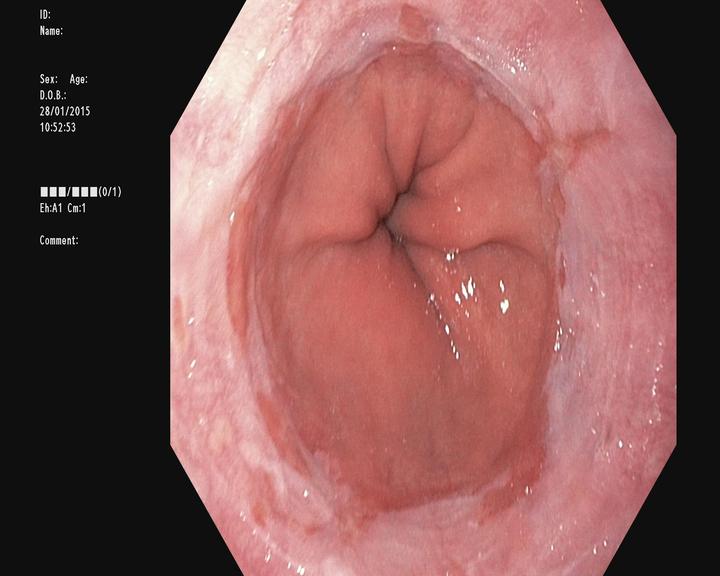 ID:
Name:
Sex: Age:
D.O.B.:
28/01/2015
10:52:53
■■■/■■■(0/1)
Eh:A1 Cm:1
Comment: